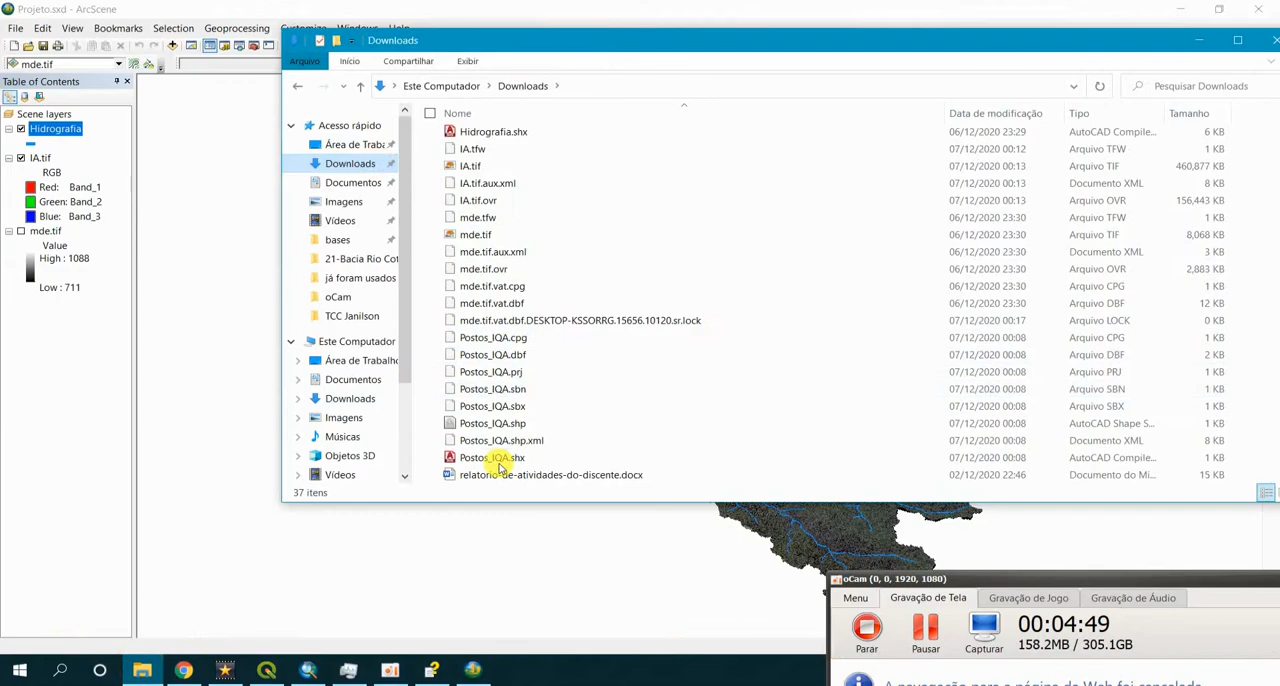 Projeto.sxd - ArcScene
File Edit View Bookmarks Selection Geoprocessing Customize Windows Help
mde.tif
Table of Contents
Scene layers
Hidrografia
IA.tif
RGB
Red: Band_1
Green: Band_2
Blue: Band_3
mde.tif
Value
High : 1088
Low : 711
Downloads
Arquivo Início Compartilhar Exibir
Este Computador > Downloads >
Pesquisar Downloads
Acesso rápido
Área de Traba
Downloads
Documentos
Imagens
Vídeos
bases
21-Bacia Rio Cot
já foram usados
oCam
TCC Janilson
Este Computador
Área de Trabalho
Documentos
Downloads
Imagens
Músicas
Objetos 3D
Vídeos
Nome Data de modificação Tipo Tamanho
Hidrografia.shx 06/12/2020 23:29 AutoCAD Compile... 6 KB
IA.tfw 07/12/2020 00:12 Arquivo TFW 1 KB
IA.tif 07/12/2020 00:13 Arquivo TIF 460,877 KB
IA.tif.aux.xml 07/12/2020 00:13 Documento XML 8 KB
IA.tif.ovr 07/12/2020 00:13 Arquivo OVR 156,443 KB
mde.tfw 06/12/2020 23:30 Arquivo TFW 1 KB
mde.tif 06/12/2020 23:30 Arquivo TIF 8,068 KB
mde.tif.aux.xml 06/12/2020 23:30 Documento XML 3 KB
mde.tif.ovr 06/12/2020 23:30 Arquivo OVR 2,883 KB
mde.tif.vat.cpg 06/12/2020 23:30 Arquivo CPG 1 KB
mde.tif.vat.dbf 06/12/2020 23:30 Arquivo DBF 12 KB
mde.tif.vat.dbf.DESKTOP-KSSORRG.15656.10120.sr.lock 07/12/2020 00:17 Arquivo LOCK 0 KB
Postos_IQA.cpg 07/12/2020 00:08 Arquivo CPG 1 KB
Postos_IQA.dbf 07/12/2020 00:08 Arquivo DBF 2 KB
Postos_IQA.prj 07/12/2020 00:08 Arquivo PRJ 1 KB
Postos_IQA.sbn 07/12/2020 00:08 Arquivo SBN 1 KB
Postos_IQA.sbx 07/12/2020 00:08 Arquivo SBX 1 KB
Postos_IQA.shp 07/12/2020 00:08 AutoCAD Shape S... 1 KB
Postos_IQA.shp.xml 07/12/2020 00:08 Documento XML 8 KB
Postos_IQA.shx 07/12/2020 00:08 AutoCAD Compile... 1 KB
relatorio-de-atividades-do-discente.docx 02/12/2020 22:46 Documento do Mi... 15 KB
37 itens
oCam (0, 0, 1920, 1080)
Menu Gravação de Tela Gravação de Jogo Gravação de Áudio
Parar Pausar Capturar
00:04:49
158.2MB / 305.1GB
A navegação para a página da Web foi cancelada